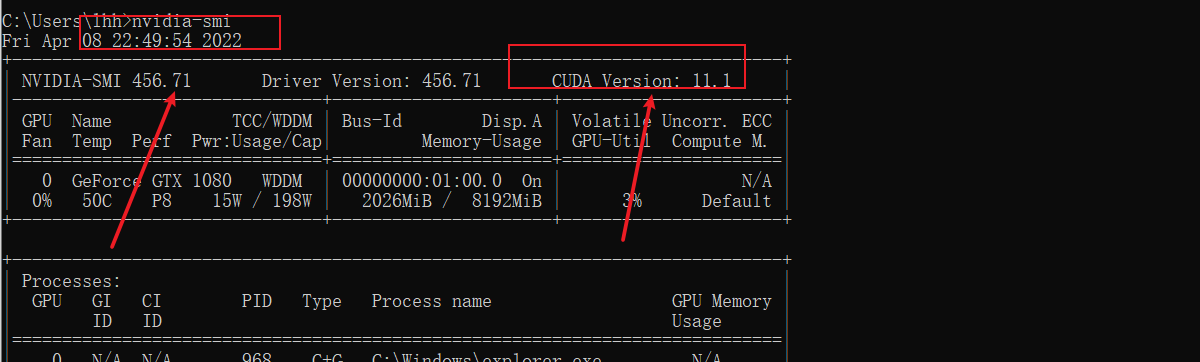 C:\Users\lhh>nvidia-smi
Fri Apr 08 22:49:54 2022
NVIDIA-SMI 456.71 Driver Version: 456.71 CUDA Version: 11.1
GPU Name TCC/WDDM Bus-Id Disp.A Volatile Uncorr. ECC
Fan Temp Perf Pwr:Usage/Cap Memory-Usage GPU-Util Compute M.
0 GeForce GTX 1080 WDDM 00000000:01:00.0 On N/A
0% 50C P8 15W / 198W 2026MiB / 8192MiB 3% Default
Processes:
GPU GI CI PID Type Process name GPU Memory
ID ID Usage
0 N/A N/A 968 C+G C:\Windows\explorer.exe N/A